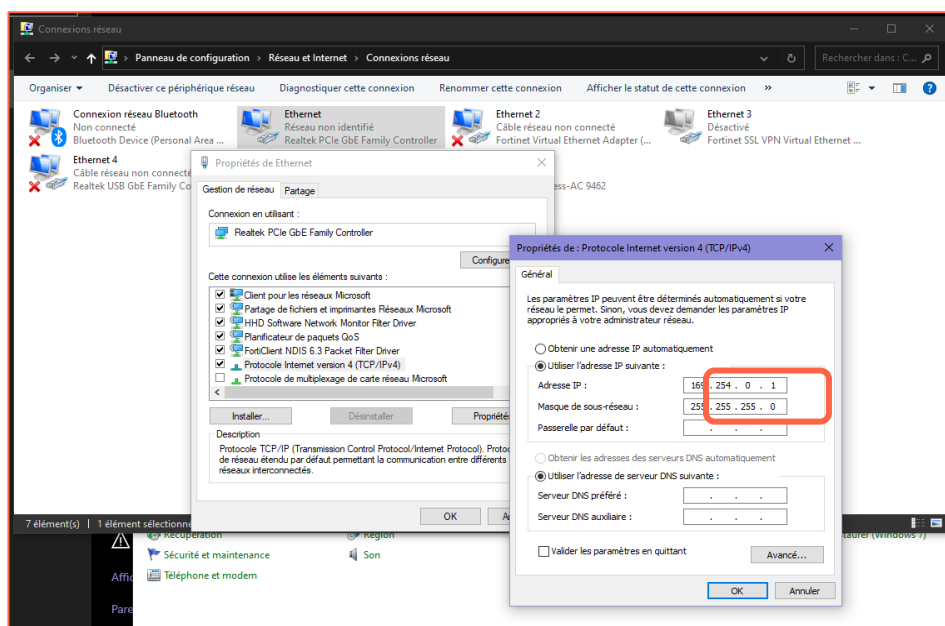 Connexions réseau
Panneau de configuration > Réseau et Internet > Connexions réseau
Rechercher dans : C...
Organiser Désactiver ce périphérique réseau Diagnostiquer cette connexion Renommer cette connexion Afficher le statut de cette connexion »
Connexion réseau Bluetooth
Non connecté
Bluetooth Device (Personal Area ...
Ethernet
Réseau non identifié
Realtek PCIe GbE Family Controller
Ethernet 2
Câble réseau non connecté
Fortinet Virtual Ethernet Adapter (...
Ethernet 3
Désactivé
Fortinet SSL VPN Virtual Ethernet ...
Ethernet 4
Câble réseau non connecté
Realtek USB GbE Family Co
ess-AC 9462
Propriétés de Ethernet
Gestion de réseau Partage
Connexion en utilisant :
Realtek PCIe GbE Family Controller
Configure
Cette connexion utilise les éléments suivants :
Client pour les réseaux Microsoft
Partage de fichiers et imprimantes Réseaux Microsoft
HHD Software Network Monitor Filter Driver
Planificateur de paquets QoS
FortiClient NDIS 6.3 Packet Filter Driver
Protocole Internet version 4 (TCP/IPv4)
Protocole de multiplexage de carte réseau Microsoft
Installer... Désinstaller Propriétés
Description
Protocole TCP/IP (Transmission Control Protocol/Internet Protocol). Proto
de réseau étendu par défaut permettant la communication entre différents
réseaux interconnectés.
OK
Propriétés de : Protocole Internet version 4 (TCP/IPv4)
Général
Les paramètres IP peuvent être déterminés automatiquement si votre
réseau le permet. Sinon, vous devez demander les paramètres IP
appropriés à votre administrateur réseau.
Obtenir une adresse IP automatiquement
Utiliser l'adresse IP suivante :
Adresse IP : 169 . 254 . 0 . 1
Masque de sous-réseau : 255 . 255 . 255 . 0
Passerelle par défaut : . . .
Obtenir les adresses des serveurs DNS automatiquement
Utiliser l'adresse de serveur DNS suivante :
Serveur DNS préféré : . . .
Serveur DNS auxiliaire : . . .
Valider les paramètres en quittant
Avancé...
OK Annuler
7 élément(s) 1 élément sélectionné
Récupération
Région
taurer (Windows 7)
Sécurité et maintenance
Son
Affic
Téléphone et modem
Pare